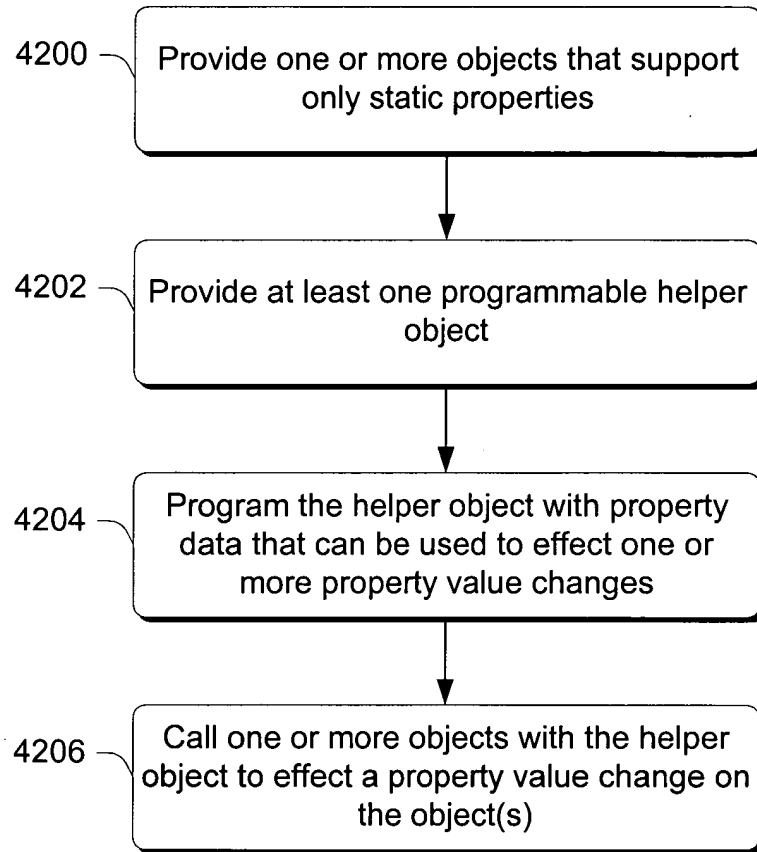 4200
Provide one or more objects that support
only static properties
4202
Provide at least one programmable helper
object
4204
Program the helper object with property
data that can be used to effect one or
more property value changes
4206
Call one or more objects with the helper
object to effect a property value change on
the object(s)